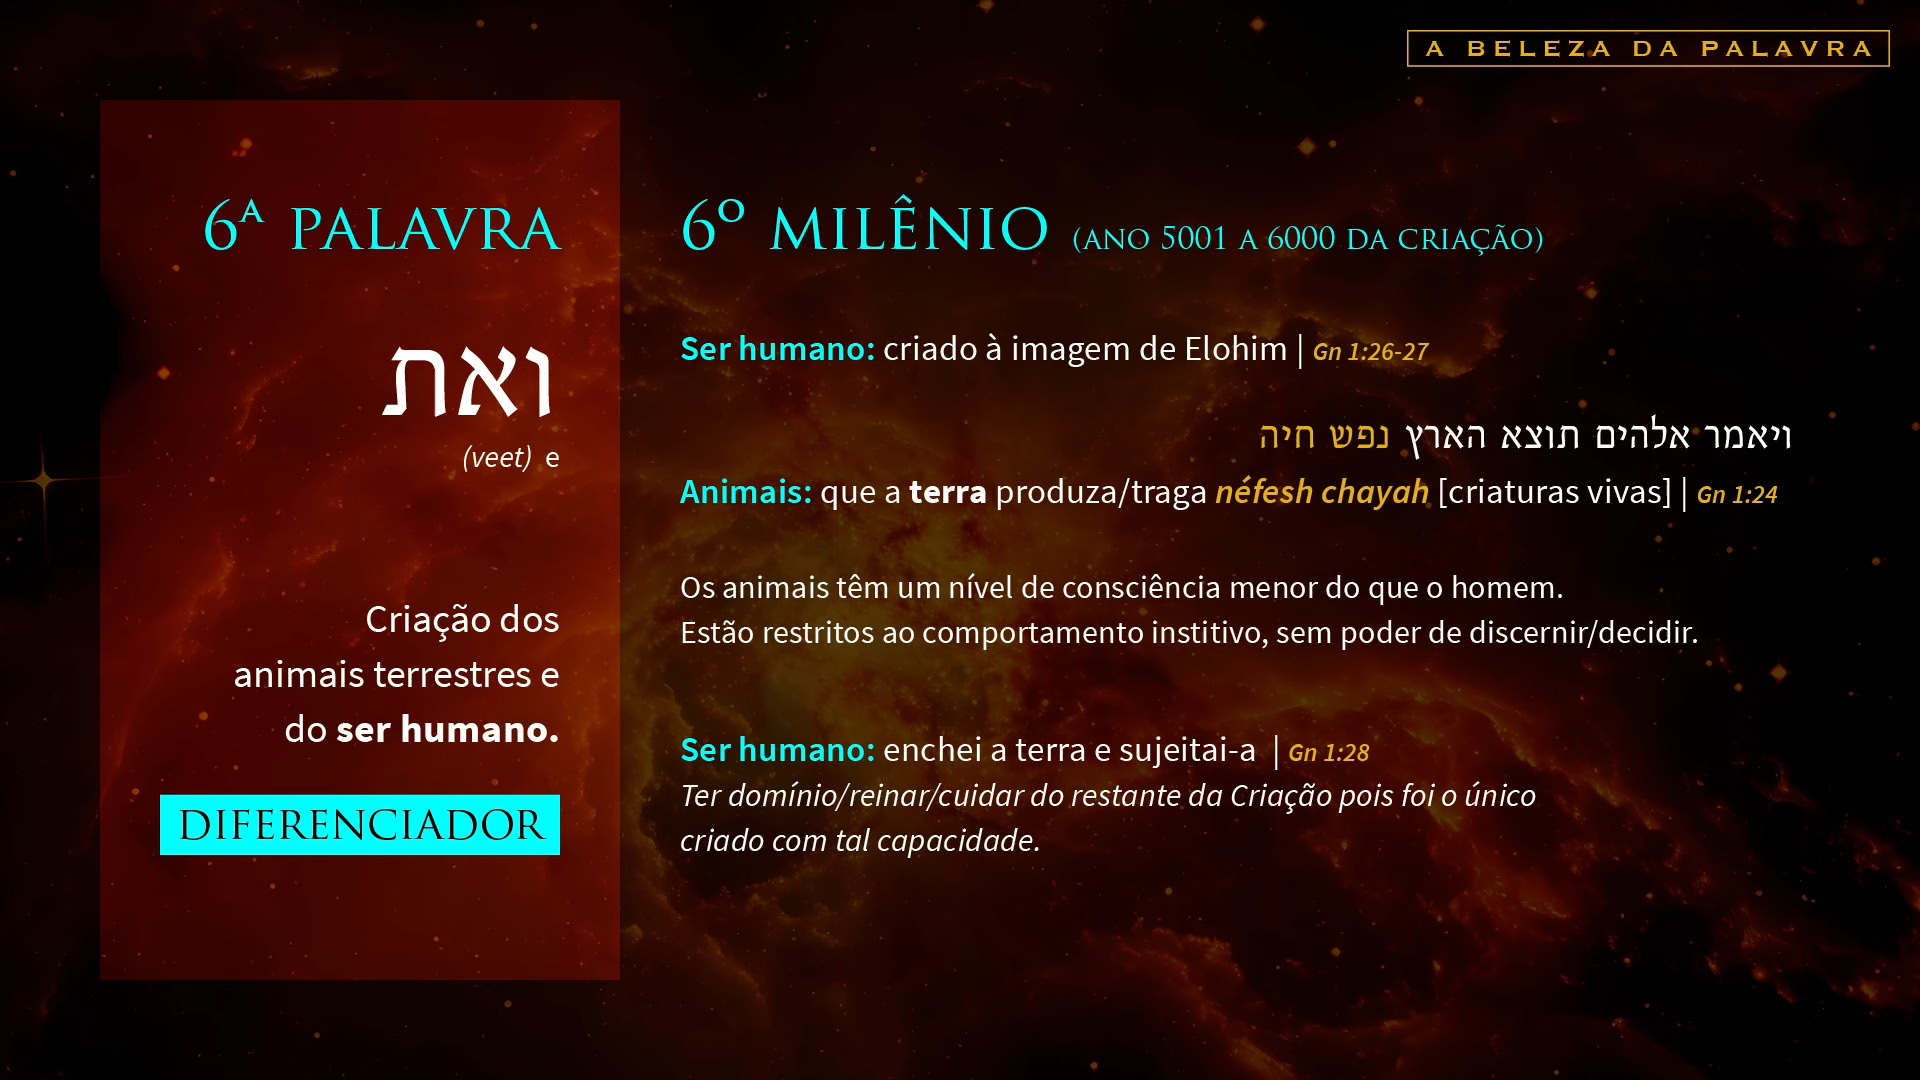 A BELEZA DA PALAVRA
6ª PALAVRA
ואת
(veet) e
Criação dos
animais terrestres e
do ser humano.
DIFERENCIADOR
6º MILÊNIO (ANO 5001 A 6000 DA CRIAÇÃO)
Ser humano: criado à imagem de Elohim | Gn 1:26-27
ויאמר אלהים תוצא הארץ נפש חיה
Animais: que a terra produza/traga néfesh chayah [criaturas vivas] | Gn 1:24
Os animais têm um nível de consciência menor do que o homem.
Estão restritos ao comportamento institivo, sem poder de discernir/decidir.
Ser humano: enchei a terra e sujeitai-a | Gn 1:28
Ter domínio/reinar/cuidar do restante da Criação pois foi o único
criado com tal capacidade.